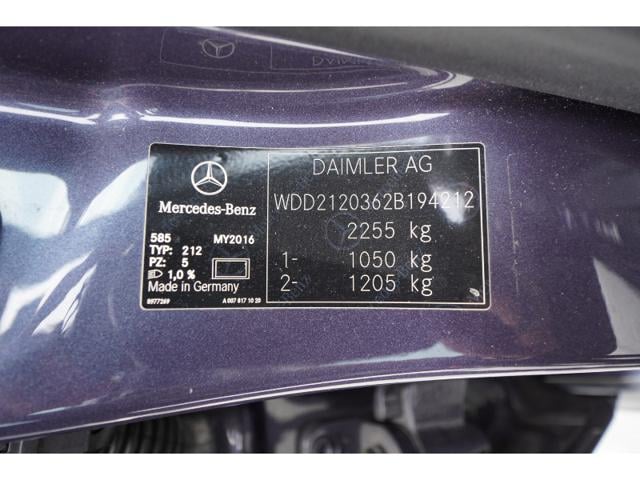 Mercedes-Benz
585 MY2016
TYP: 212
PZ: 5
1,0 %
Made in Germany
8977269 A 007 817 10 20
DAIMLER AG
WDD2120362B194212
2255 kg
1- 1050 kg
2- 1205 kg